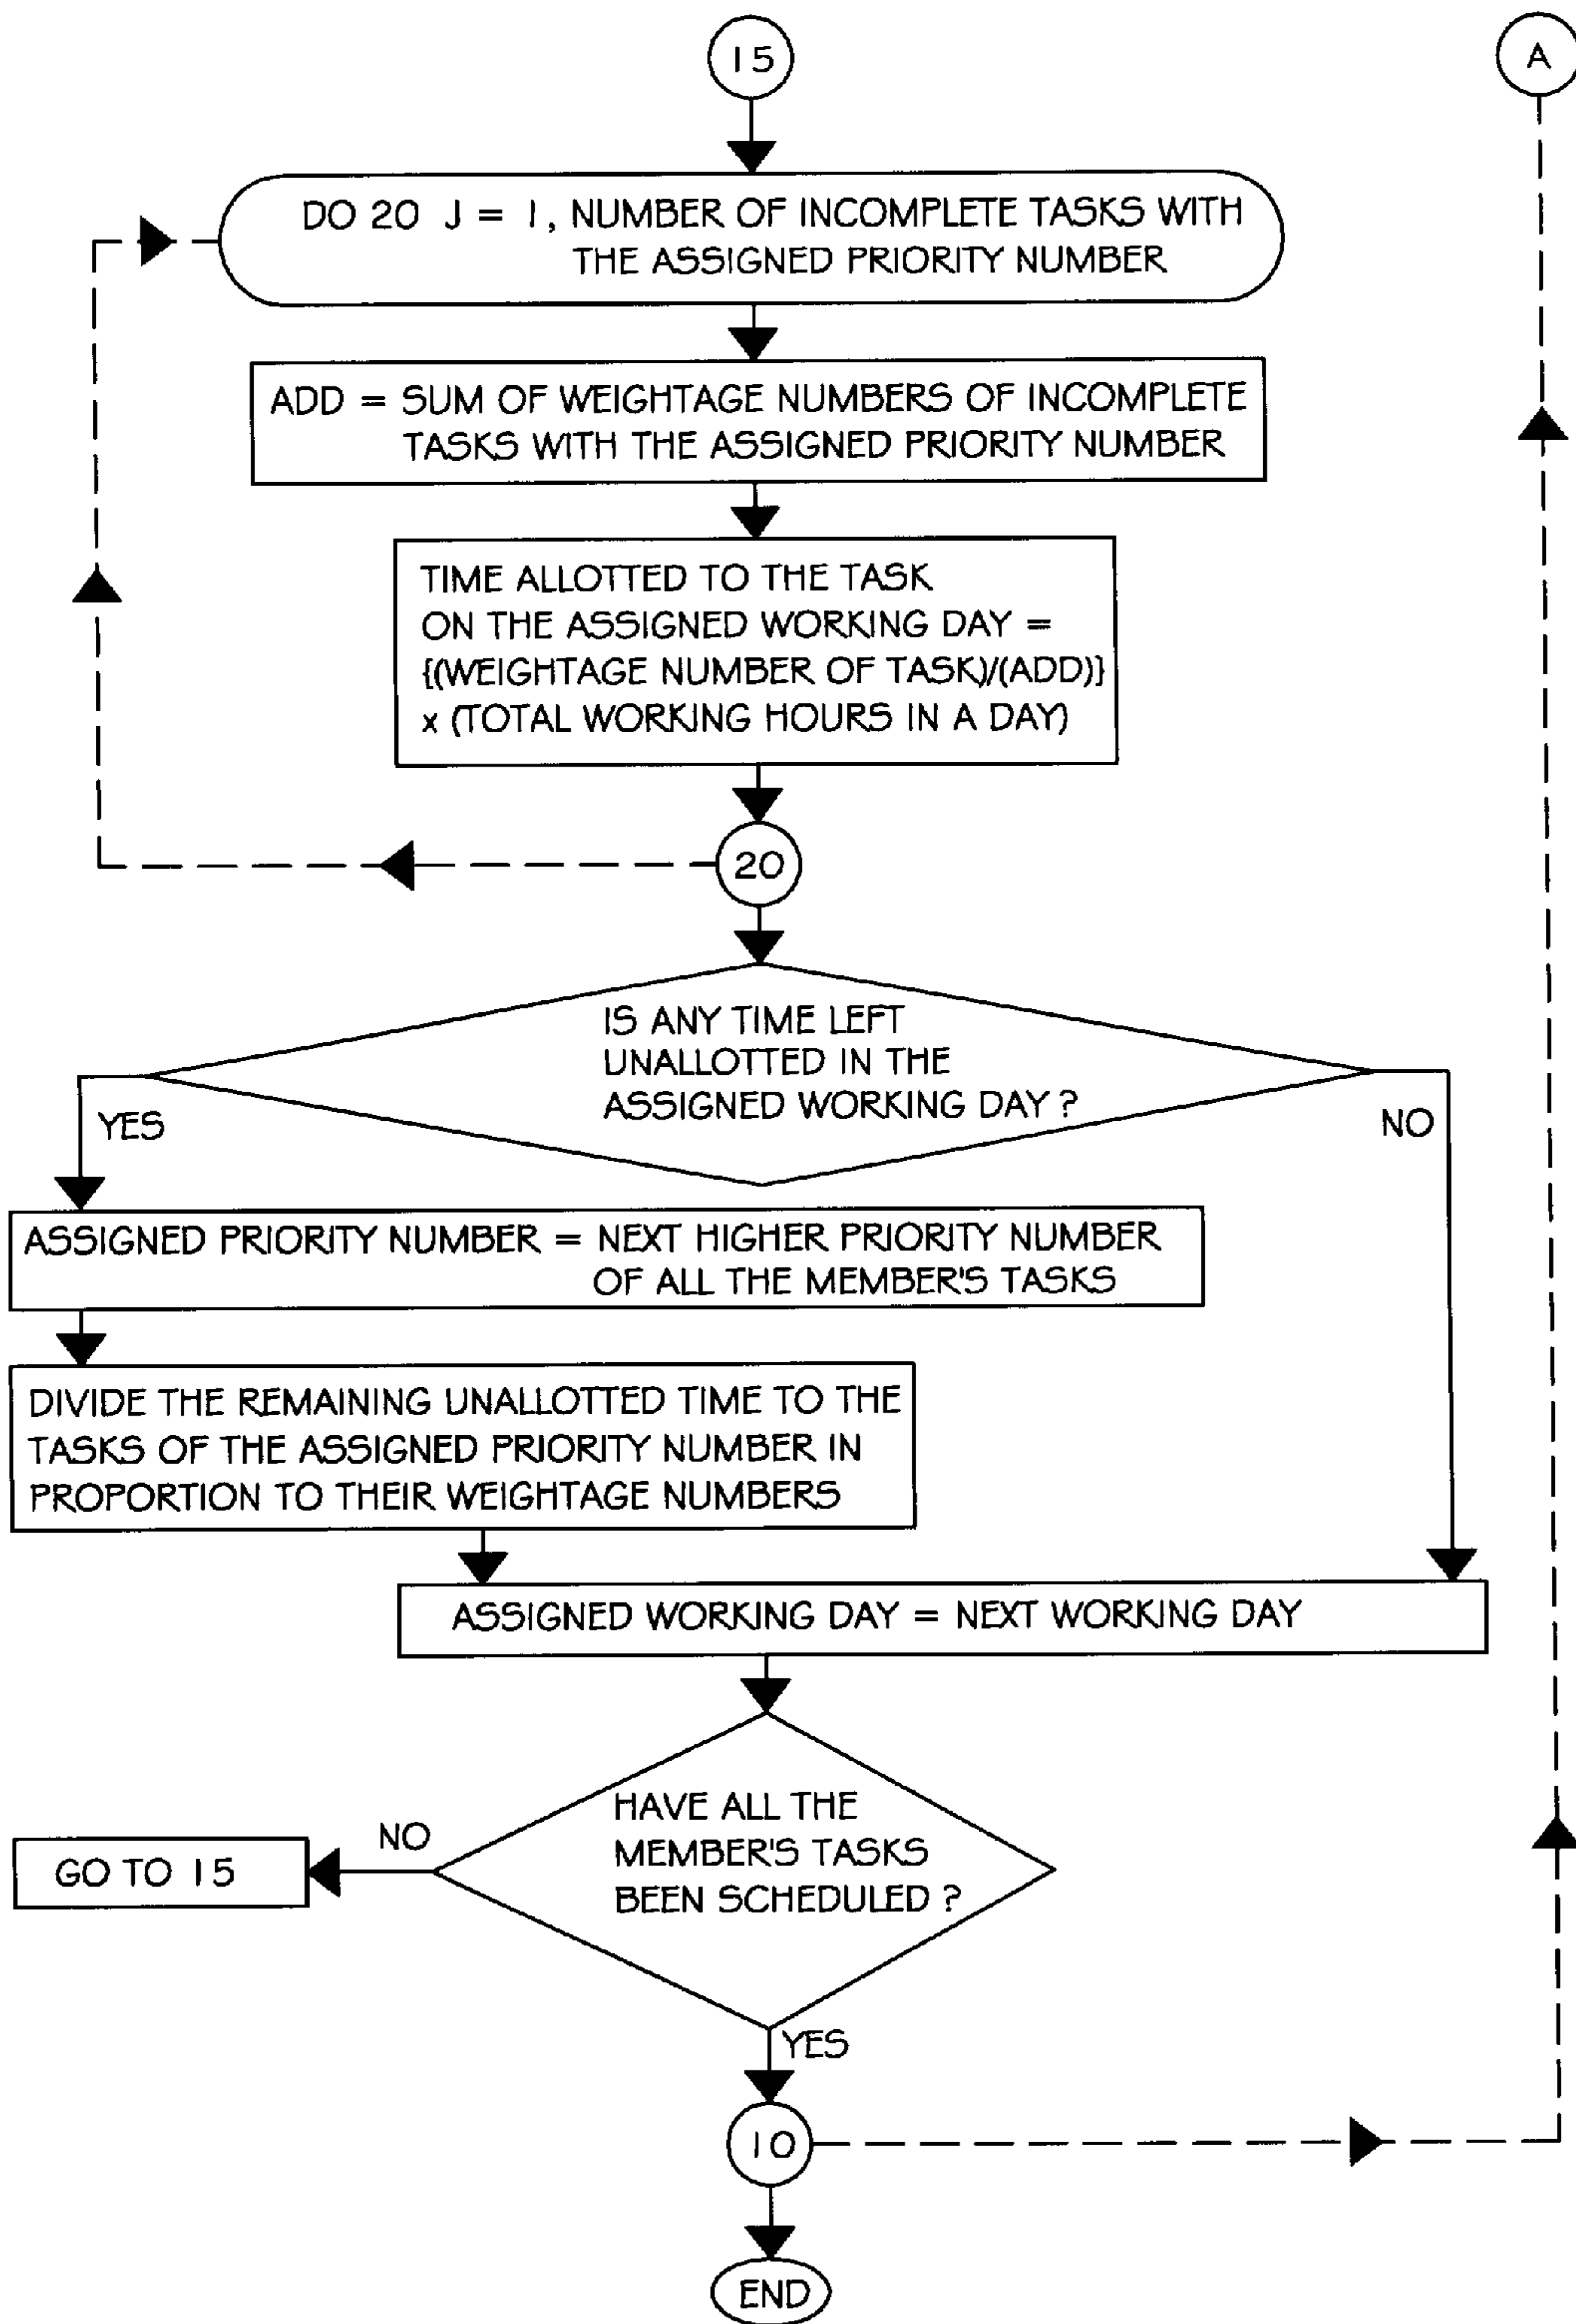 15
A
DO 20 J = 1, NUMBER OF INCOMPLETE TASKS WITH
THE ASSIGNED PRIORITY NUMBER
ADD = SUM OF WEIGHTAGE NUMBERS OF INCOMPLETE
TASKS WITH THE ASSIGNED PRIORITY NUMBER
TIME ALLOTTED TO THE TASK
ON THE ASSIGNED WORKING DAY =
{(WEIGHTAGE NUMBER OF TASK)/(ADD)}
x (TOTAL WORKING HOURS IN A DAY)
20
IS ANY TIME LEFT
UNALLOTTED IN THE
ASSIGNED WORKING DAY ?
YES
NO
ASSIGNED PRIORITY NUMBER = NEXT HIGHER PRIORITY NUMBER
OF ALL THE MEMBER'S TASKS
DIVIDE THE REMAINING UNALLOTTED TIME TO THE
TASKS OF THE ASSIGNED PRIORITY NUMBER IN
PROPORTION TO THEIR WEIGHTAGE NUMBERS
ASSIGNED WORKING DAY = NEXT WORKING DAY
HAVE ALL THE
MEMBER'S TASKS
BEEN SCHEDULED ?
NO
GO TO 15
YES
10
END